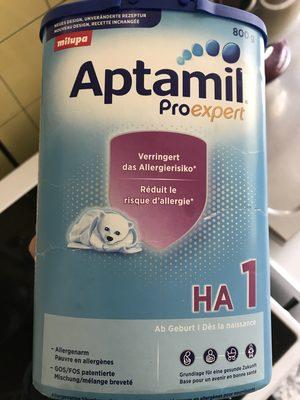 NEUES DESIGN, UNVERÄNDERTE REZEPTUR
NOUVEAU DESIGN, RECETTE INCHANGÉE
milupa
800 g
Aptamil
Proexpert
Verringert
das Allergierisiko*
Réduit le
risque d'allergie*
HA 1
Ab Geburt | Dès la naissance
- Allergenarm
Pauvre en allergènes
- GOS/FOS patentierte
Mischung/mélange breveté
Grundlage für eine gesunde Zukunft
Base pour un avenir en bonne santé